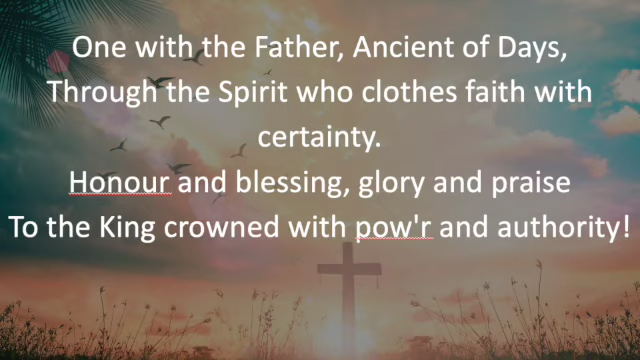 One with the Father, Ancient of Days,
Through the Spirit who clothes faith with
certainty.
Honour and blessing, glory and praise
To the King crowned with pow'r and authority!